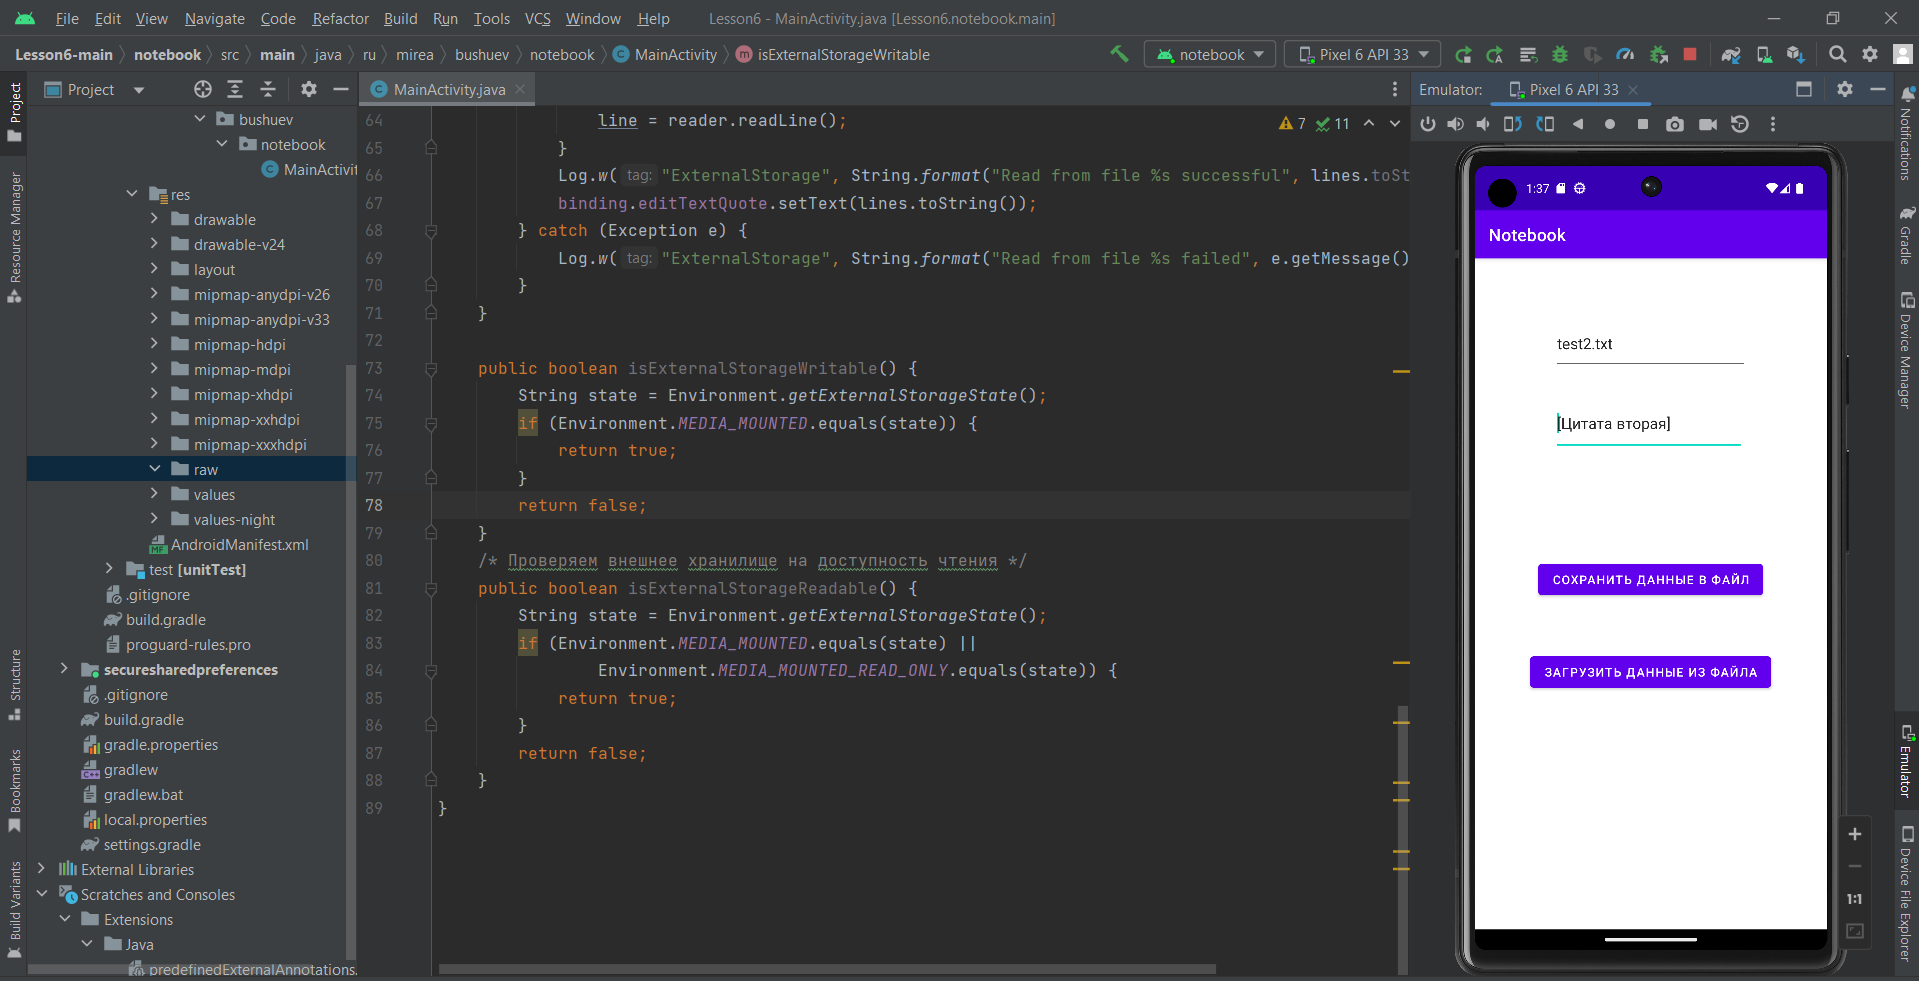 File Edit View Navigate Code Refactor Build Run Tools VCS Window Help Lesson6 - MainActivity.java [Lesson6.notebook.main]
Lesson6-main notebook src main java ru mirea bushuev notebook MainActivity isExternalStorageWritable notebook Pixel 6 API 33
Project
bushuev
notebook
MainActivit
res
drawable
drawable-v24
layout
mipmap-anydpi-v26
mipmap-anydpi-v33
mipmap-hdpi
mipmap-mdpi
mipmap-xhdpi
mipmap-xxhdpi
mipmap-xxxhdpi
raw
values
values-night
AndroidManifest.xml
test [unitTest]
.gitignore
build.gradle
proguard-rules.pro
securesharedpreferences
.gitignore
build.gradle
gradle.properties
gradlew
gradlew.bat
local.properties
settings.gradle
External Libraries
Scratches and Consoles
Extensions
Java
predefinedExternalAnnotations.
Project
Resource Manager
Structure
Bookmarks
Build Variants
MainActivity.java
7 11
64 line = reader.readLine();
65 }
66 Log.w( tag: "ExternalStorage", String.format("Read from file %s successful", lines.toSt
67 binding.editTextQuote.setText(lines.toString());
68 } catch (Exception e) {
69 Log.w( tag: "ExternalStorage", String.format("Read from file %s failed", e.getMessage()
70 }
71 }
72
73 public boolean isExternalStorageWritable() {
74 String state = Environment.getExternalStorageState();
75 if (Environment.MEDIA_MOUNTED.equals(state)) {
76 return true;
77 }
78 return false;
79 }
80 /* Проверяем внешнее хранилище на доступность чтения */
81 public boolean isExternalStorageReadable() {
82 String state = Environment.getExternalStorageState();
83 if (Environment.MEDIA_MOUNTED.equals(state) ||
84 Environment.MEDIA_MOUNTED_READ_ONLY.equals(state)) {
85 return true;
86 }
87 return false;
88 }
89 }
Emulator: Pixel 6 API 33
1:37
Notebook
test2.txt
[Цитата вторая]
СОХРАНИТЬ ДАННЫЕ В ФАЙЛ
ЗАГРУЗИТЬ ДАННЫЕ ИЗ ФАЙЛА
1:1
Notifications
Gradle
Device Manager
Emulator
Device File Explorer